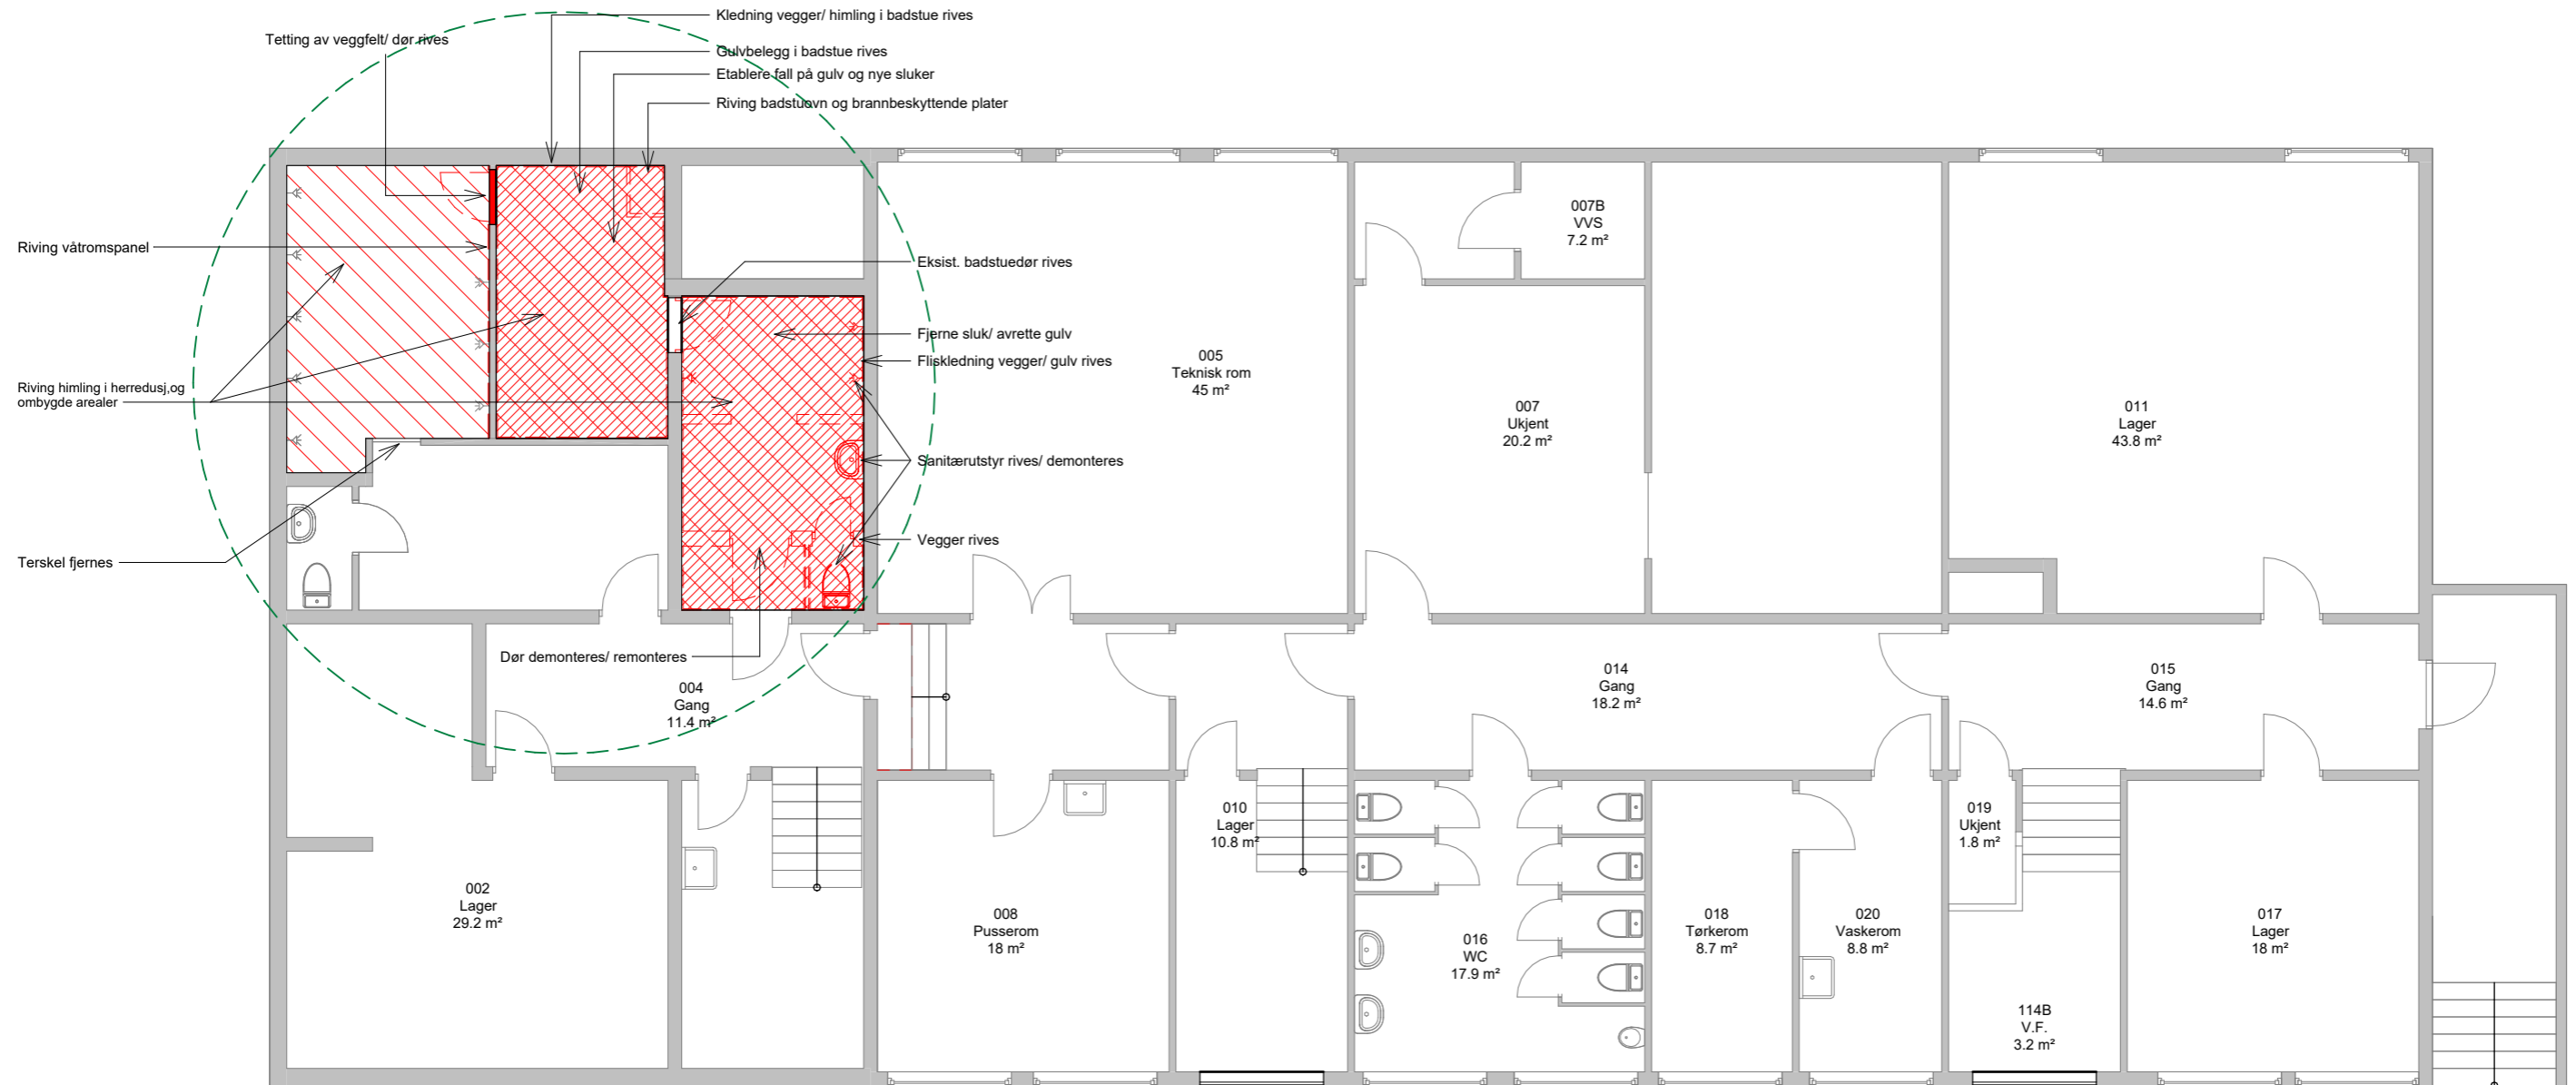 Kledning vegger/ himling i badstue rives
Tetting av veggfelt/ dør rives
Gulvbelegg i badstue rives
Etablere fall på gulv og nye sluker
Riving badstuovn og brannbeskyttende plater
Riving våtromspanel
Eksist. badstuedør rives
Fjerne sluk/ avrette gulv
Fliskledning vegger/ gulv rives
Riving himling i herredusj,og
ombygde arealer
Sanitærutstyr rives/ demonteres
Vegger rives
Terskel fjernes
Dør demonteres/ remonteres
007B
VVS
7.2 m²
005
Teknisk rom
45 m²
007
Ukjent
20.2 m²
011
Lager
43.8 m²
004
Gang
11.4 m²
014
Gang
18.2 m²
015
Gang
14.6 m²
002
Lager
29.2 m²
008
Pusserom
18 m²
010
Lager
10.8 m²
016
WC
17.9 m²
018
Tørkerom
8.7 m²
020
Vaskerom
8.8 m²
019
Ukjent
1.8 m²
114B
V.F.
3.2 m²
017
Lager
18 m²